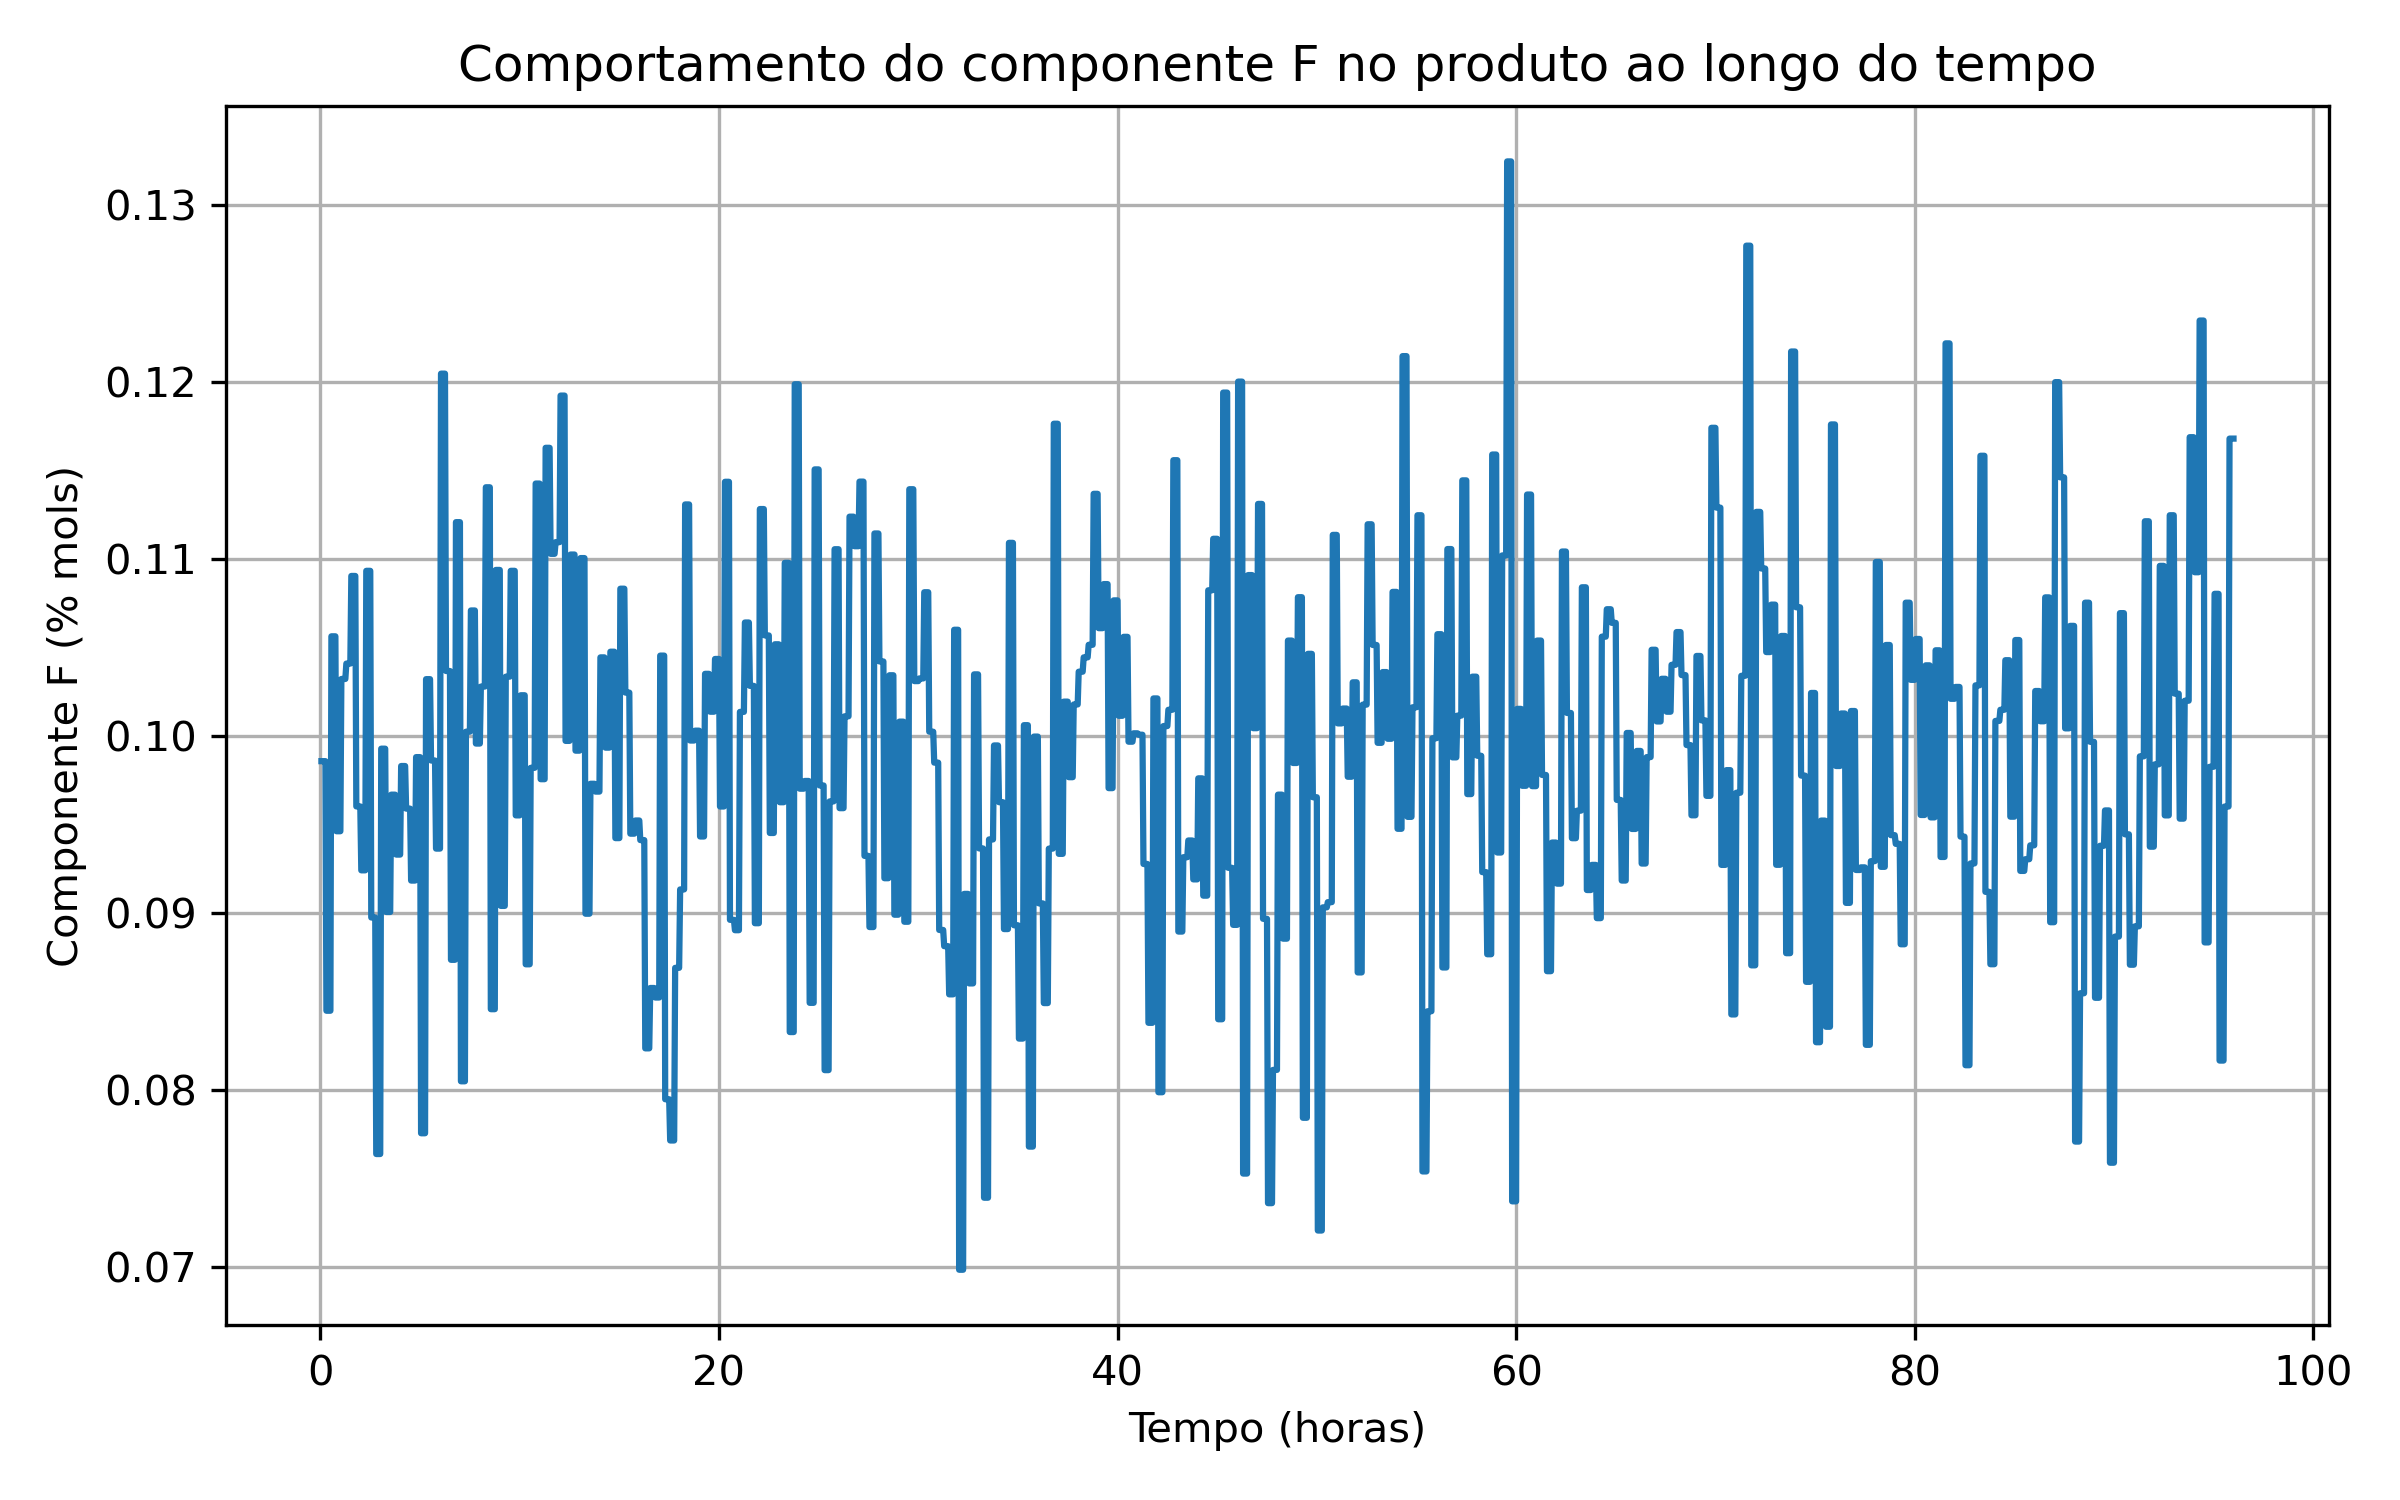 Comportamento do componente F no produto ao longo do tempo
Componente F (% mols)
0.13
0.12
0.11
0.10
0.09
0.08
0.07
0 20 40 60 80 100
Tempo (horas)